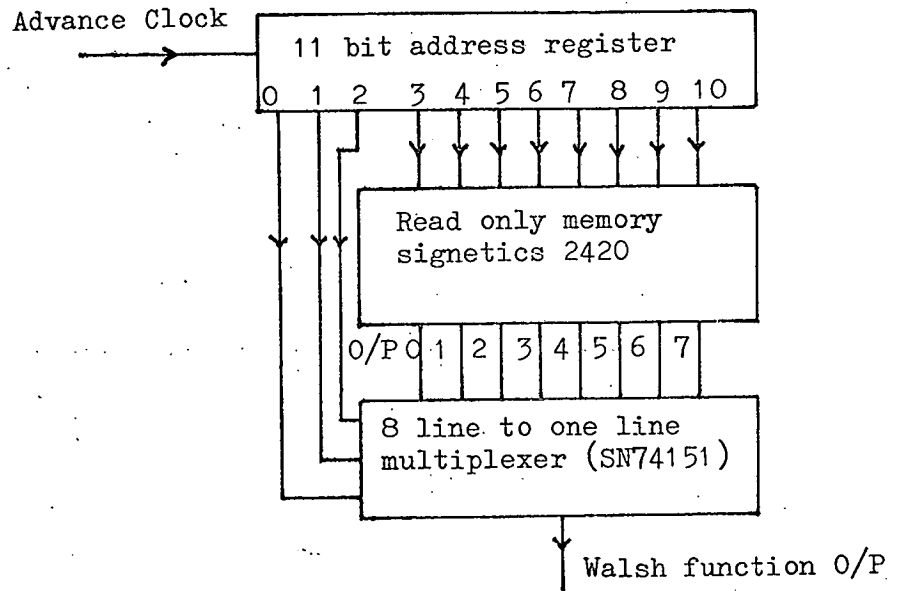 Advance Clock
11 bit address register
0 1 2 3 4 5 6 7 8 9 10
Read only memory
signetics 2420
O/P 0 1 2 3 4 5 6 7
8 line to one line
multiplexer (SN74151)
Walsh function O/P